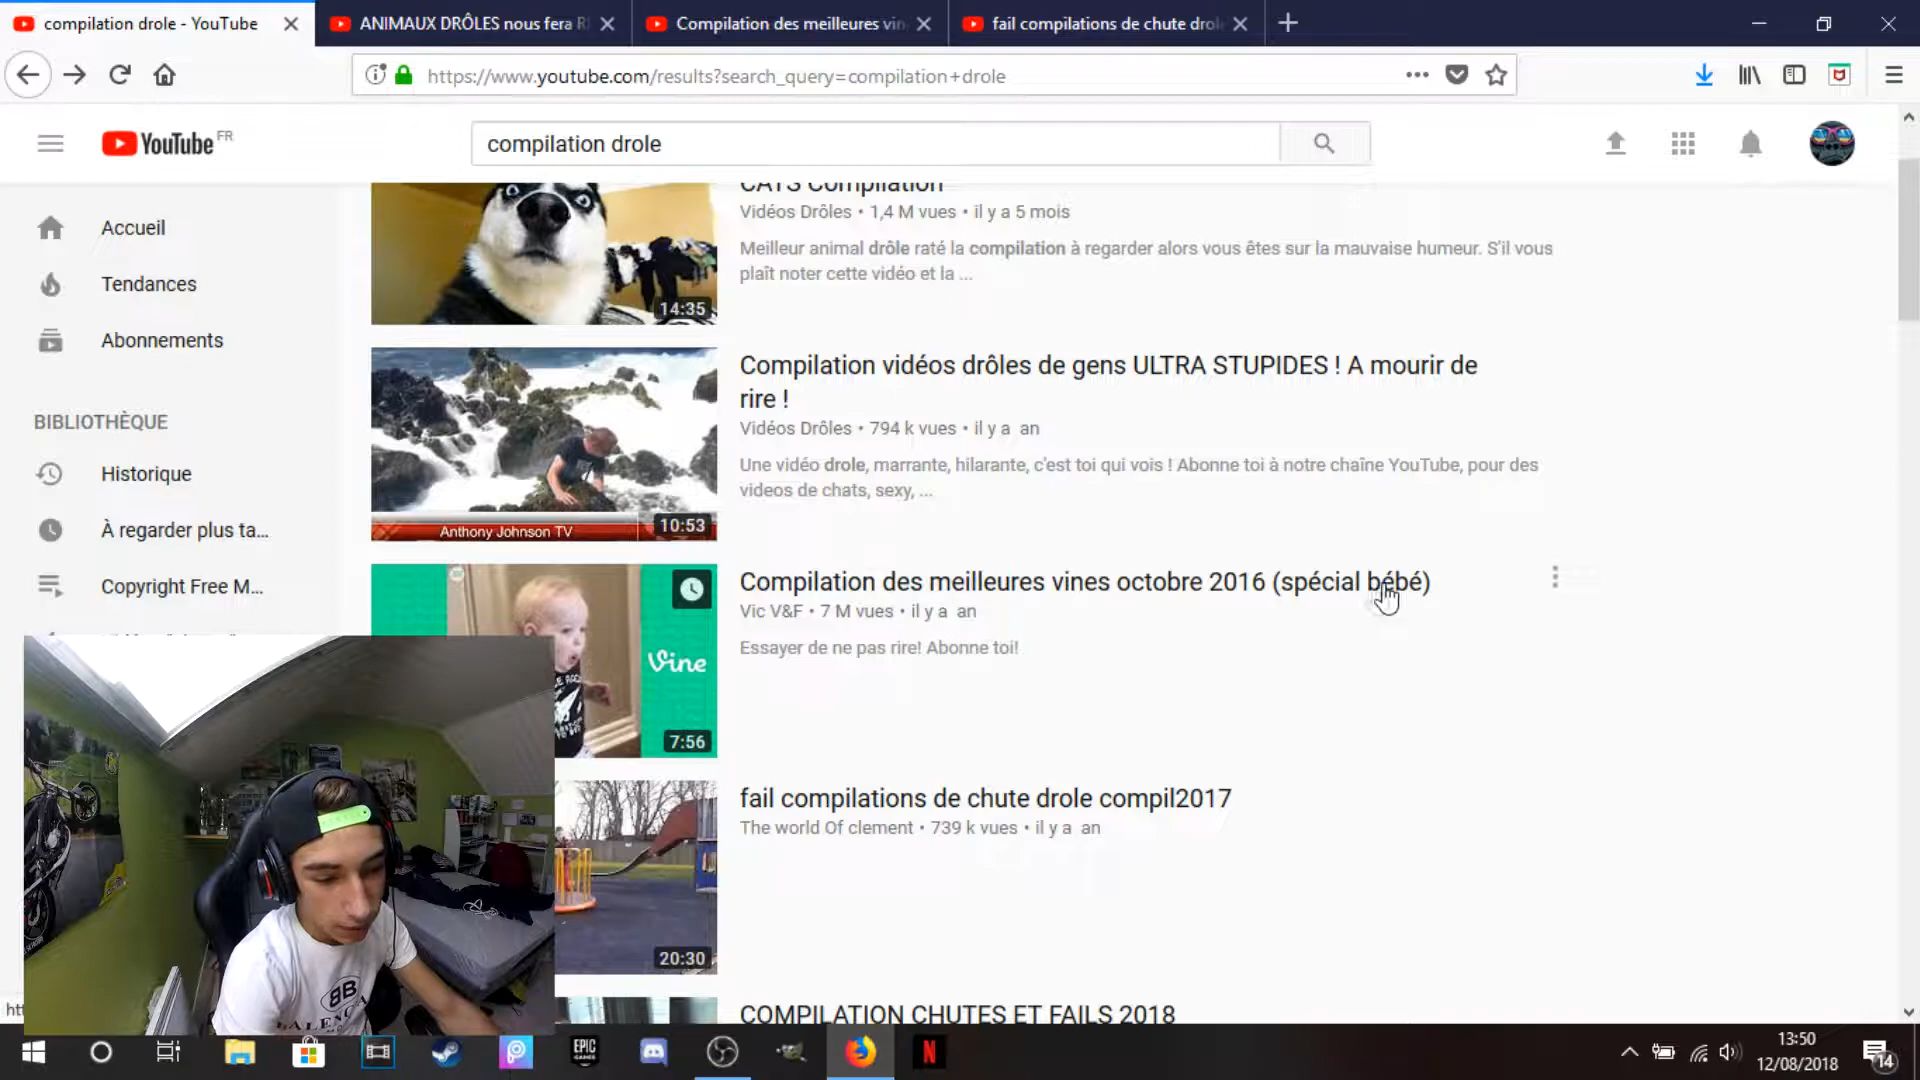 compilation drole - YouTube
ANIMAUX DRÔLES nous fera R
Compilation des meilleures vin
fail compilations de chute drol
https://www.youtube.com/results?search_query=compilation+drole
YouTube FR
compilation drole
Accueil
Tendances
Abonnements
BIBLIOTHÈQUE
Historique
À regarder plus ta...
Copyright Free M...
CATS Compilation
Vidéos Drôles • 1,4 M vues • il y a 5 mois
Meilleur animal drôle raté la compilation à regarder alors vous êtes sur la mauvaise humeur. S'il vous
plaît noter cette vidéo et la ...
14:35
Compilation vidéos drôles de gens ULTRA STUPIDES ! A mourir de
rire !
Vidéos Drôles • 794 k vues • il y a an
Une vidéo drole, marrante, hilarante, c'est toi qui vois ! Abonne toi à notre chaîne YouTube, pour des
videos de chats, sexy, ...
Anthony Johnson TV
10:53
Compilation des meilleures vines octobre 2016 (spécial bébé)
Vic V&F • 7 M vues • il y a an
Essayer de ne pas rire! Abonne toi!
Vine
7:56
fail compilations de chute drole compil2017
The world Of clement • 739 k vues • il y a an
20:30
COMPILATION CHUTES ET FAILS 2018
htt
BB
BALENCIA
EPIC
GAMES
N
13:50
12/08/2018
14